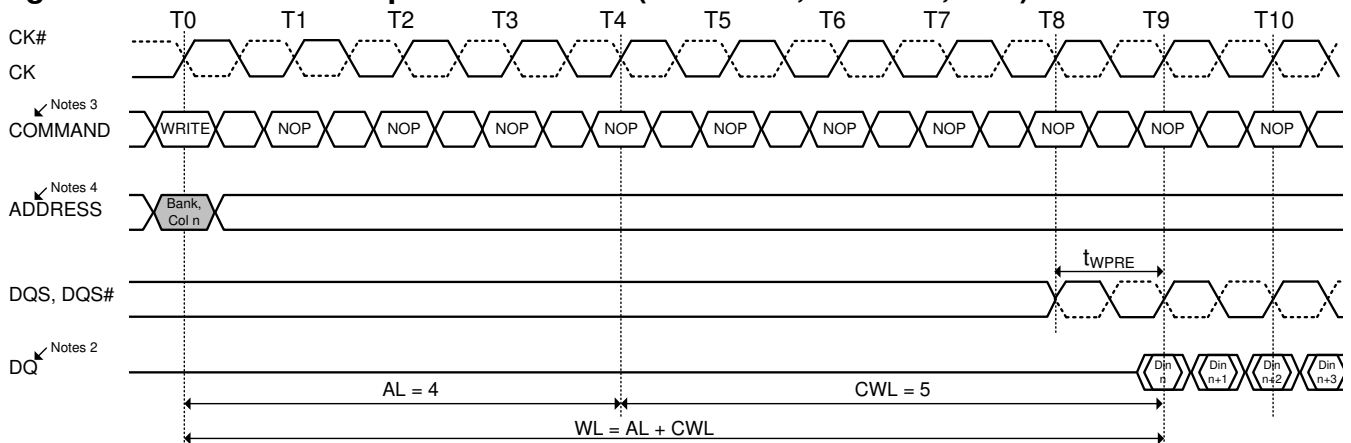 T0 T1 T2 T3 T4 T5 T6 T7 T8 T9 T10
CK#
CK
Notes 3
COMMAND WRITE NOP NOP NOP NOP NOP NOP NOP NOP NOP NOP
Notes 4
ADDRESS
Bank,
Col n
tWPRE
DQS, DQS#
Notes 2
DQ
Din
n
Din
n+1
Din
n+2
Din
n+3
AL = 4 CWL = 5
WL = AL + CWL